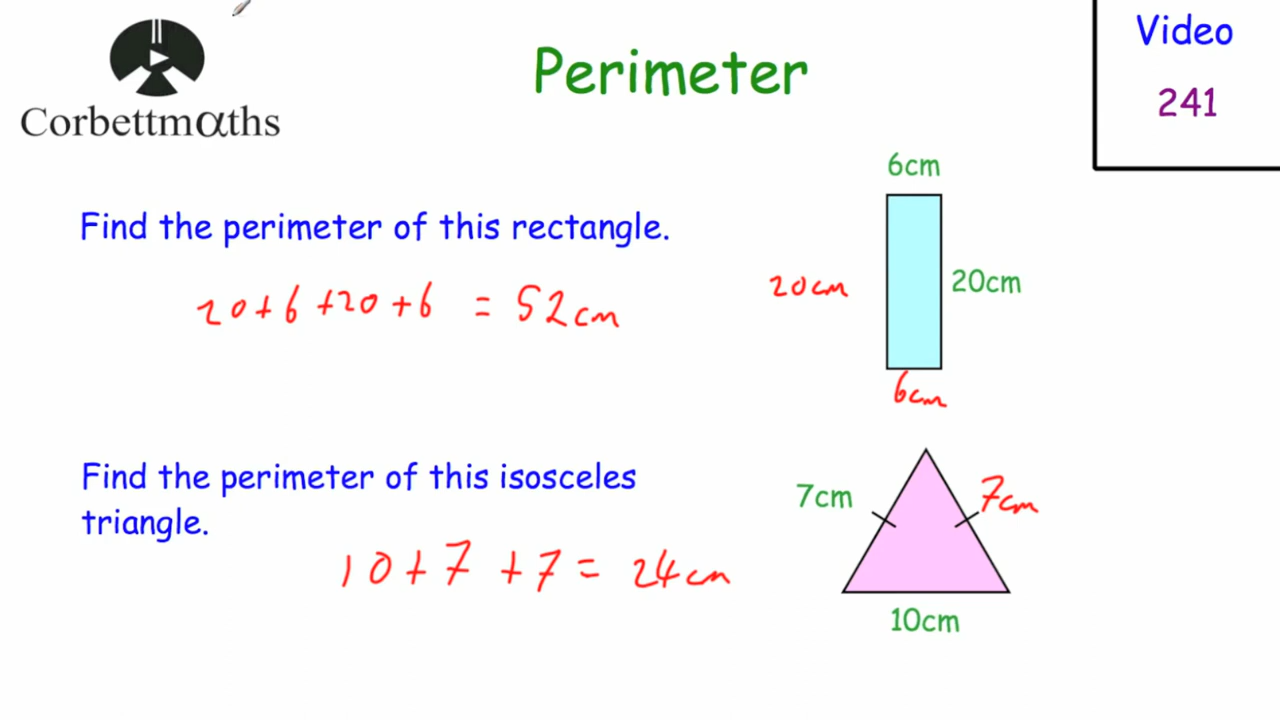 Corbettmαths
Perimeter
Video
241
Find the perimeter of this rectangle.
20+6+20+6 = 52cm
6cm
20cm
20cm
6cm
Find the perimeter of this isosceles
triangle.
10+7+7= 24cm
7cm
7cm
10cm